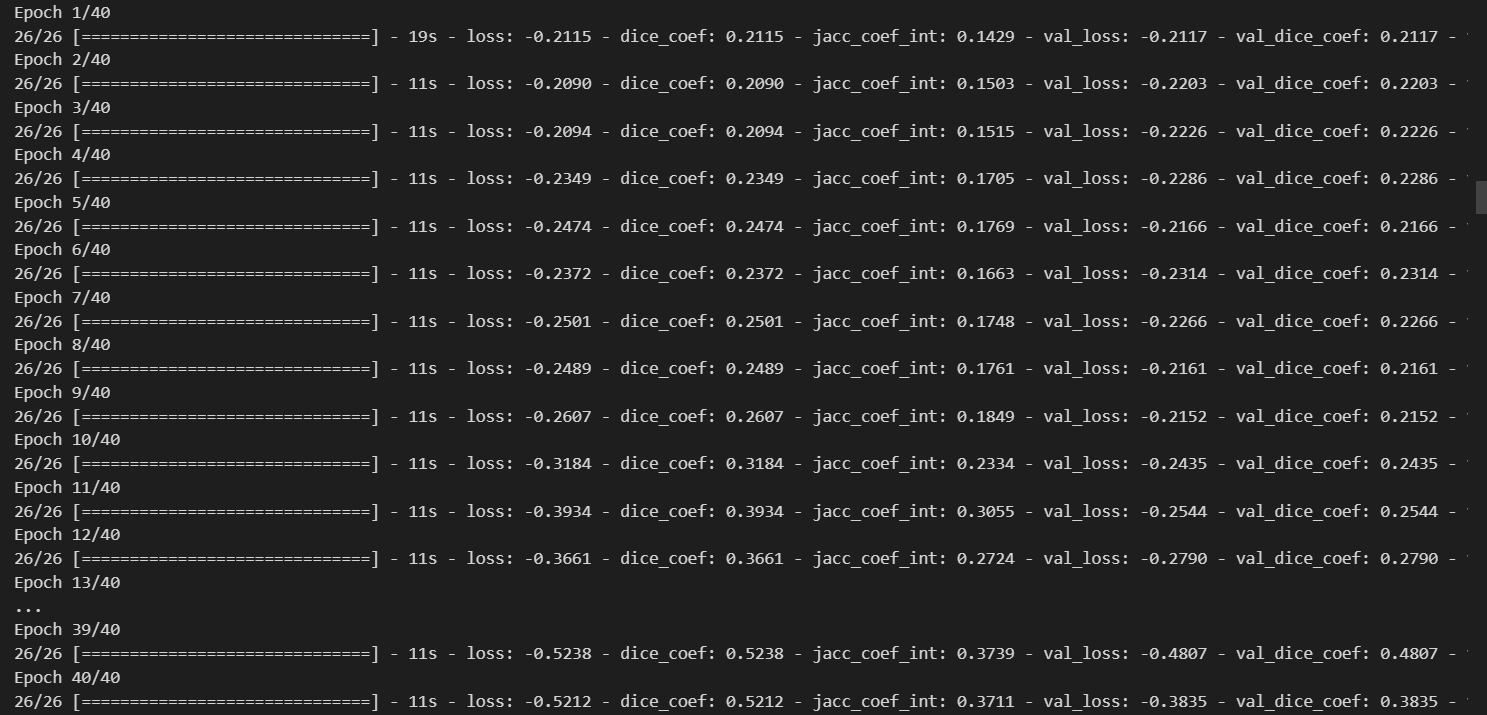 Epoch 1/40
26/26 [==============================] - 19s - loss: -0.2115 - dice_coef: 0.2115 - jacc_coef_int: 0.1429 - val_loss: -0.2117 - val_dice_coef: 0.2117 -
Epoch 2/40
26/26 [==============================] - 11s - loss: -0.2090 - dice_coef: 0.2090 - jacc_coef_int: 0.1503 - val_loss: -0.2203 - val_dice_coef: 0.2203 -
Epoch 3/40
26/26 [==============================] - 11s - loss: -0.2094 - dice_coef: 0.2094 - jacc_coef_int: 0.1515 - val_loss: -0.2226 - val_dice_coef: 0.2226 -
Epoch 4/40
26/26 [==============================] - 11s - loss: -0.2349 - dice_coef: 0.2349 - jacc_coef_int: 0.1705 - val_loss: -0.2286 - val_dice_coef: 0.2286 -
Epoch 5/40
26/26 [==============================] - 11s - loss: -0.2474 - dice_coef: 0.2474 - jacc_coef_int: 0.1769 - val_loss: -0.2166 - val_dice_coef: 0.2166 -
Epoch 6/40
26/26 [==============================] - 11s - loss: -0.2372 - dice_coef: 0.2372 - jacc_coef_int: 0.1663 - val_loss: -0.2314 - val_dice_coef: 0.2314 -
Epoch 7/40
26/26 [==============================] - 11s - loss: -0.2501 - dice_coef: 0.2501 - jacc_coef_int: 0.1748 - val_loss: -0.2266 - val_dice_coef: 0.2266 -
Epoch 8/40
26/26 [==============================] - 11s - loss: -0.2489 - dice_coef: 0.2489 - jacc_coef_int: 0.1761 - val_loss: -0.2161 - val_dice_coef: 0.2161 -
Epoch 9/40
26/26 [==============================] - 11s - loss: -0.2607 - dice_coef: 0.2607 - jacc_coef_int: 0.1849 - val_loss: -0.2152 - val_dice_coef: 0.2152 -
Epoch 10/40
26/26 [==============================] - 11s - loss: -0.3184 - dice_coef: 0.3184 - jacc_coef_int: 0.2334 - val_loss: -0.2435 - val_dice_coef: 0.2435 -
Epoch 11/40
26/26 [==============================] - 11s - loss: -0.3934 - dice_coef: 0.3934 - jacc_coef_int: 0.3055 - val_loss: -0.2544 - val_dice_coef: 0.2544 -
Epoch 12/40
26/26 [==============================] - 11s - loss: -0.3661 - dice_coef: 0.3661 - jacc_coef_int: 0.2724 - val_loss: -0.2790 - val_dice_coef: 0.2790 -
Epoch 13/40
...
Epoch 39/40
26/26 [==============================] - 11s - loss: -0.5238 - dice_coef: 0.5238 - jacc_coef_int: 0.3739 - val_loss: -0.4807 - val_dice_coef: 0.4807 -
Epoch 40/40
26/26 [==============================] - 11s - loss: -0.5212 - dice_coef: 0.5212 - jacc_coef_int: 0.3711 - val_loss: -0.3835 - val_dice_coef: 0.3835 -